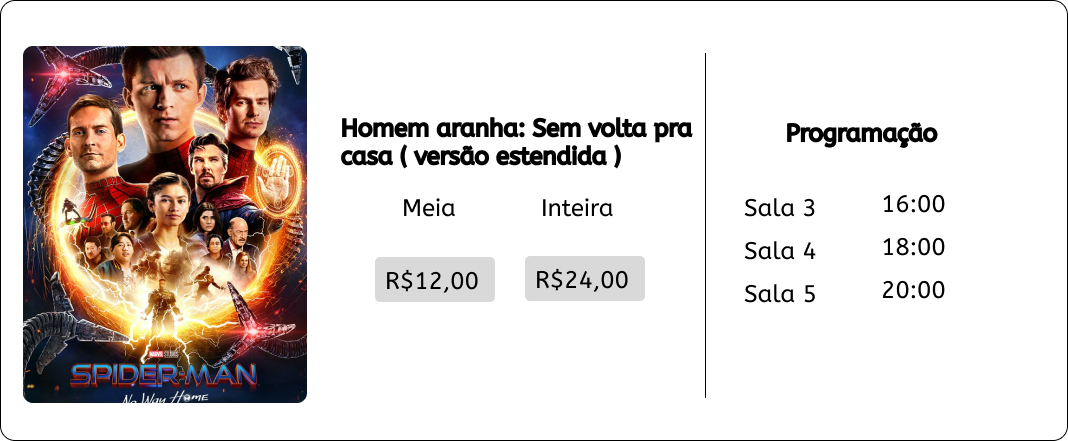 MARVEL STUDIOS
SPIDER-MAN
No Way Home
Homem aranha: Sem volta pra
casa ( versão estendida )
Meia
Inteira
R$12,00
R$24,00
Programação
Sala 3 16:00
Sala 4 18:00
Sala 5 20:00